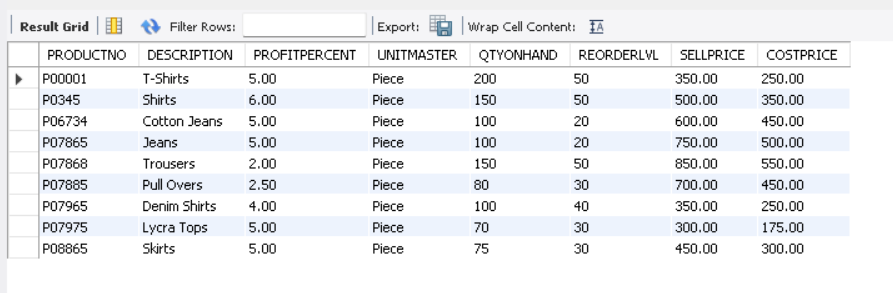 Result Grid Filter Rows: Export: Wrap Cell Content:
PRODUCTNO DESCRIPTION PROFITPERCENT UNITMASTER QTYONHAND REORDERLVL SELLPRICE COSTPRICE
P00001 T-Shirts 5.00 Piece 200 50 350.00 250.00
P0345 Shirts 6.00 Piece 150 50 500.00 350.00
P06734 Cotton Jeans 5.00 Piece 100 20 600.00 450.00
P07865 Jeans 5.00 Piece 100 20 750.00 500.00
P07868 Trousers 2.00 Piece 150 50 850.00 550.00
P07885 Pull Overs 2.50 Piece 80 30 700.00 450.00
P07965 Denim Shirts 4.00 Piece 100 40 350.00 250.00
P07975 Lycra Tops 5.00 Piece 70 30 300.00 175.00
P08865 Skirts 5.00 Piece 75 30 450.00 300.00